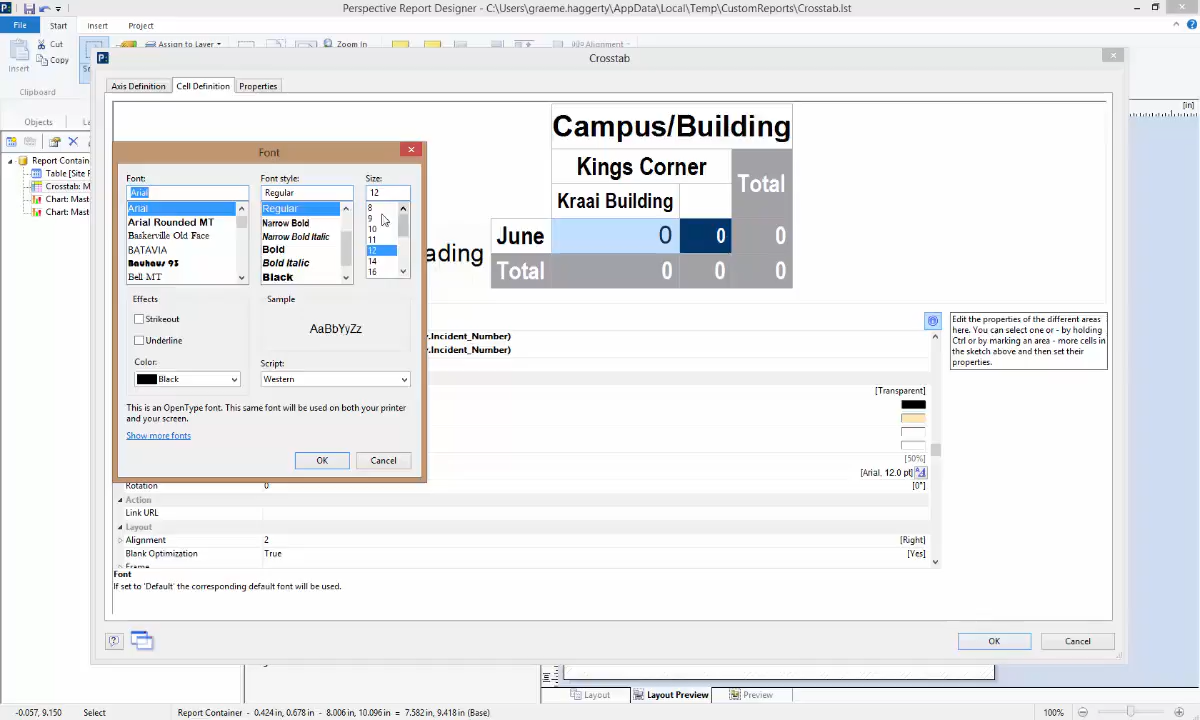 Perspective Report Designer - C:\Users\graeme.haggerty\AppData\Local\Temp\CustomReports\Crosstab.lst
File Start Insert Project
Cut Assign to Layer Zoom In Alignment
Insert Copy
Clipboard Objects
Crosstab
[in]
Axis Definition Cell Definition Properties
Report Container
Table [Site
Crosstab: M
Chart: Mast
Chart: Mast
Campus/Building
Kings Corner Total
Kraai Building
June 0 0 0
ading
Total 0 0 0
Font
Font: Font style: Size:
Arial Regular 12
Arial Regular 8
Arial Rounded MT Narrow Bold 9
Baskerville Old Face Narrow Bold Italic 10
BATAVIA Bold 11
Bauhaus 93 Bold Italic 12
Bell MT Black 14
16
Effects Sample
Strikeout
AaBbYyZz
Underline
Color: Script:
Black Western
This is an OpenType font. This same font will be used on both your printer
and your screen.
Show more fonts
OK Cancel
.Incident_Number)
.Incident_Number)
[Transparent]
[50%]
[Arial, 12.0 pt]
Rotation 0 [0°]
Action
Link URL
Layout
Alignment 2 [Right]
Blank Optimization True [Yes]
Frame
Font
If set to 'Default' the corresponding default font will be used.
Edit the properties of the different areas
here. You can select one or - by holding
Ctrl or by marking an area - more cells in
the sketch above and then set their
properties.
OK Cancel
Layout Layout Preview Preview
-0.057, 9.150 Select Report Container - 0.424 in, 0.678 in - 8.006 in, 10.096 in = 7.582 in, 9.418 in (Base) 100%